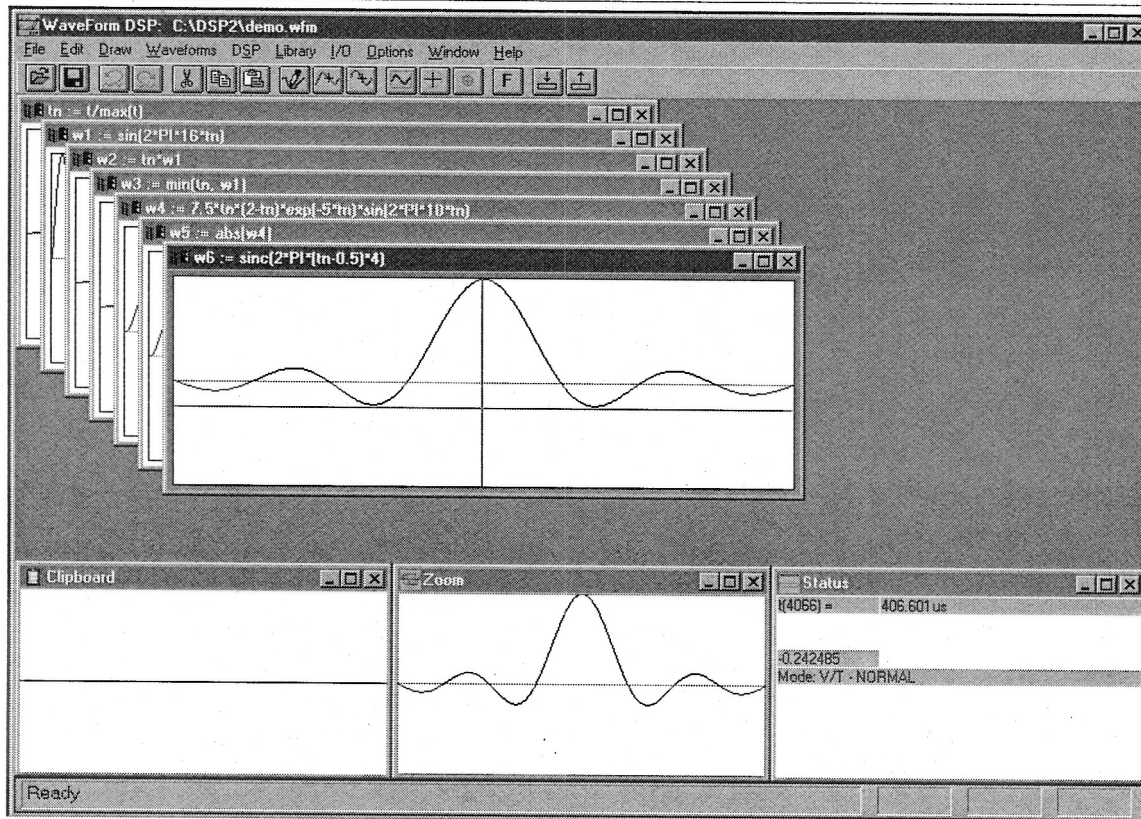 WaveForm DSP:  C:\DSP2\demo.wfm
File Edit Draw Waveforms DSP Library I/O Options Window Help
F
tn := t/max(t)
w1 := sin(2*PI*16*tn)
w2 := tn*w1
w3 := min(tn, w1)
w4 := 7.5*tn*(2-tn)*exp(-5*tn)*sin(2*PI*10*tn)
w5 := abs(w4)
w6 := sinc(2*PI*(tn-0.5)*4)
Clipboard
Zoom
Status
t(4066) = 406.601 us
-0.242485
Mode: V/T - NORMAL
Ready